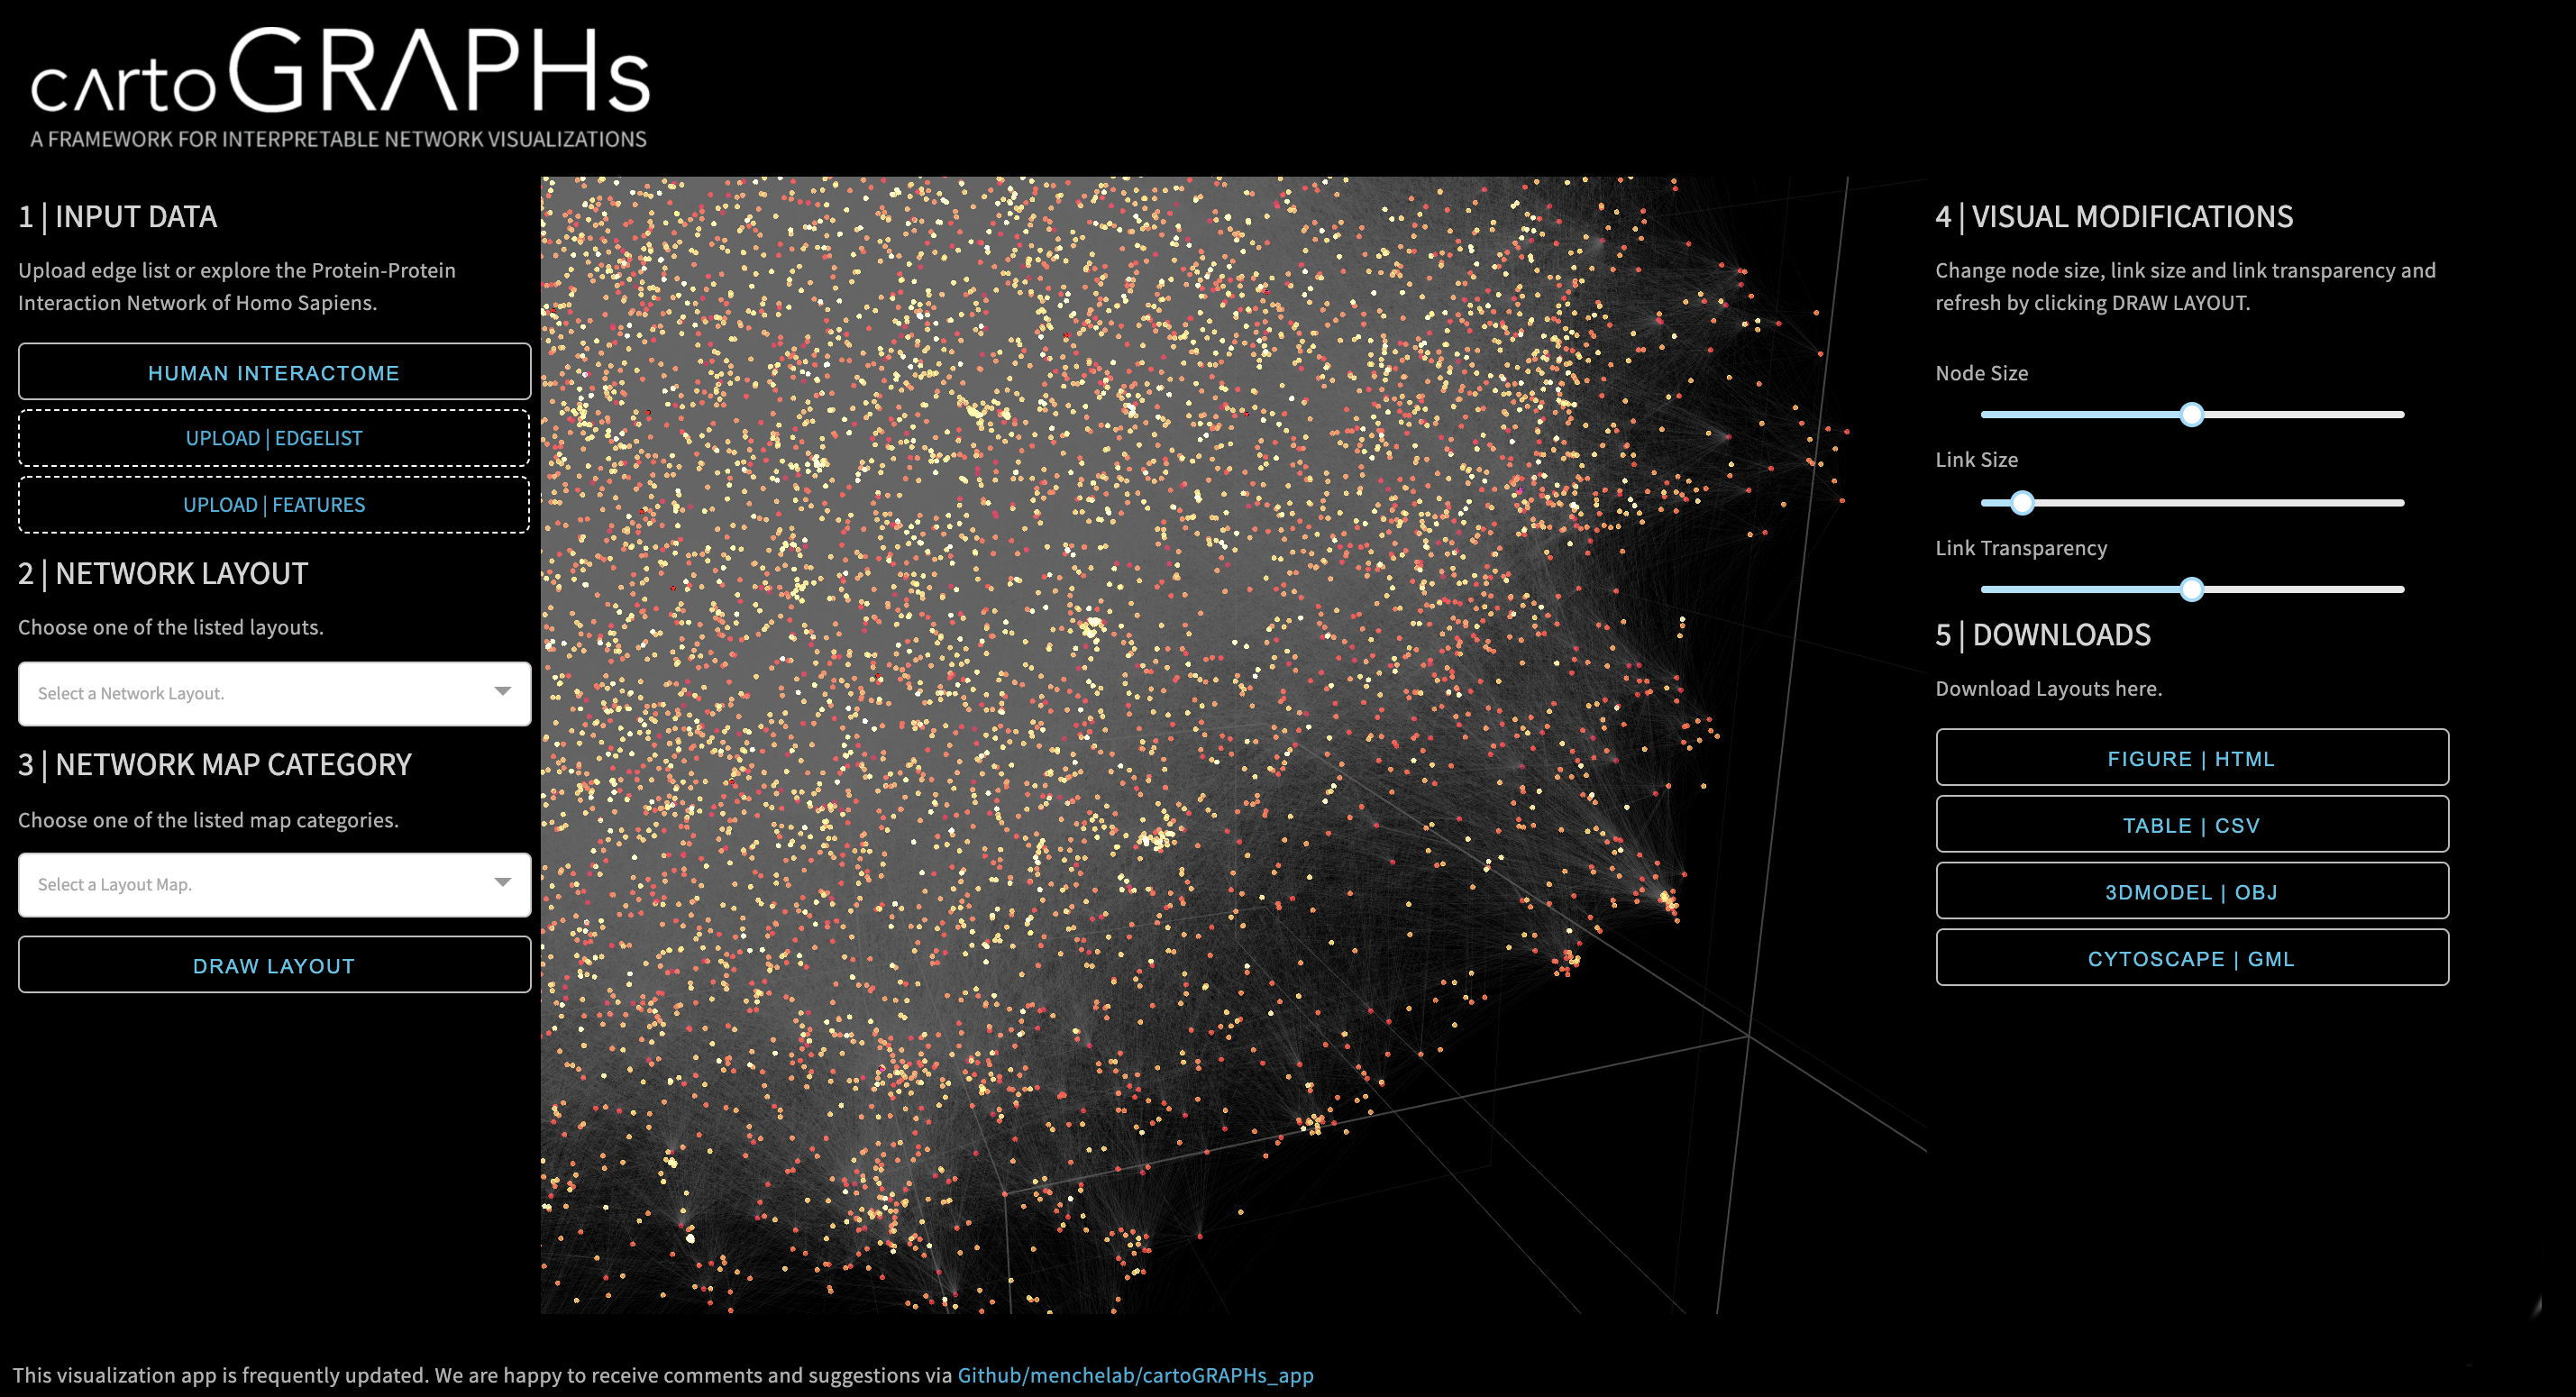 cArtoGRAPHs
A FRAMEWORK FOR INTERPRETABLE NETWORK VISUALIZATIONS
1 | INPUT DATA
Upload edge list or explore the Protein-Protein
Interaction Network of Homo Sapiens.
HUMAN INTERACTOME
UPLOAD | EDGELIST
UPLOAD | FEATURES
2 | NETWORK LAYOUT
Choose one of the listed layouts.
Select a Network Layout.
3 | NETWORK MAP CATEGORY
Choose one of the listed map categories.
Select a Layout Map.
DRAW LAYOUT
4 | VISUAL MODIFICATIONS
Change node size, link size and link transparency and
refresh by clicking DRAW LAYOUT.
Node Size
Link Size
Link Transparency
5 | DOWNLOADS
Download Layouts here.
FIGURE | HTML
TABLE | CSV
3DMODEL | OBJ
CYTOSCAPE | GML
This visualization app is frequently updated. We are happy to receive comments and suggestions via Github/menchelab/cartoGRAPHs_app